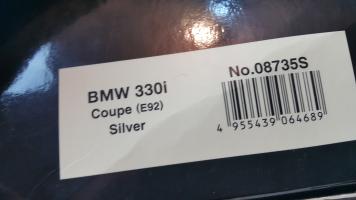 BMW 330i
Coupe (E92)
Silver
No.08735S
4 955439 064689